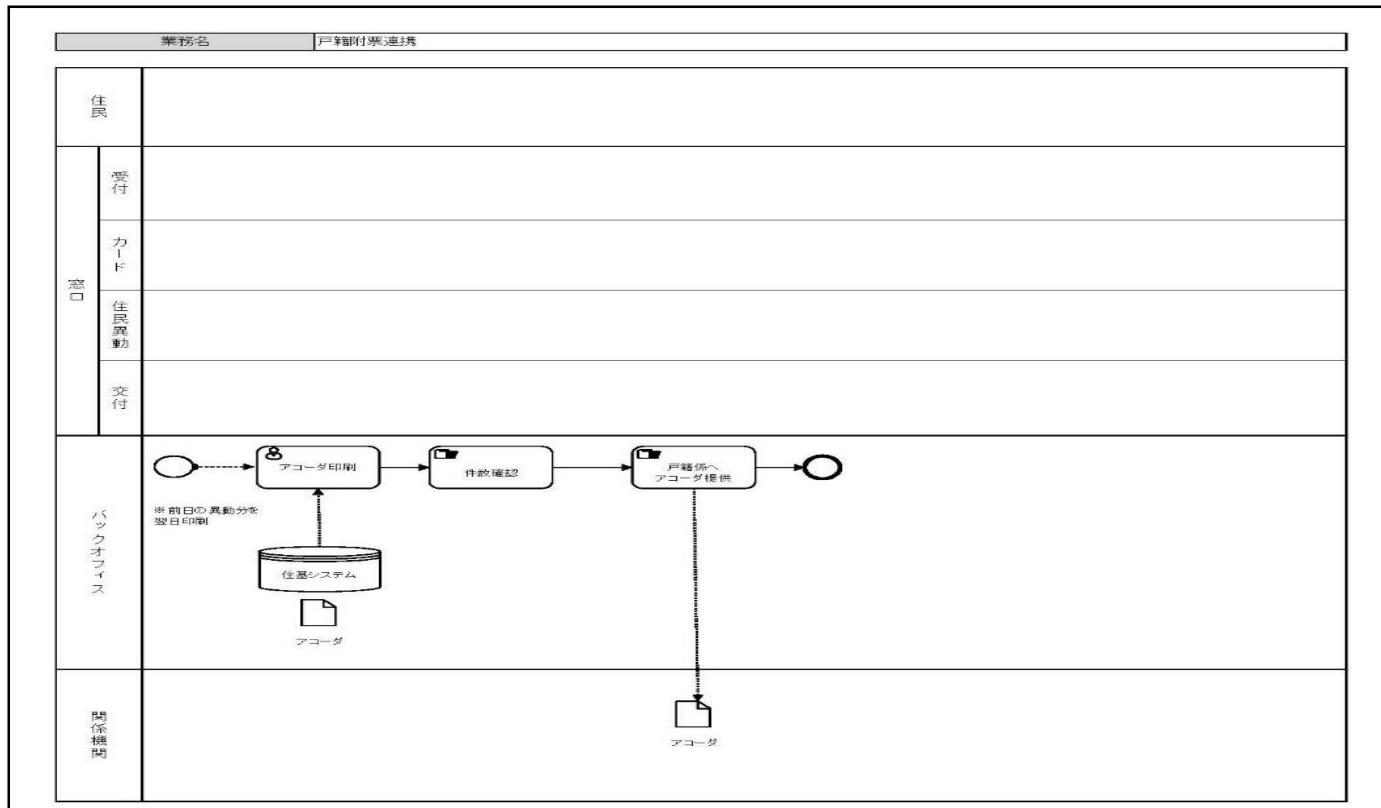 業務名
戸籍附票連携
住民
窓口
受付
カード
住民異動
交付
バックオフィス
アコーダ印刷
件数確認
戸籍係へ
アコーダ提供
※前日の異動分を
翌日印刷
住基システム
アコーダ
関係機関
アコーダ